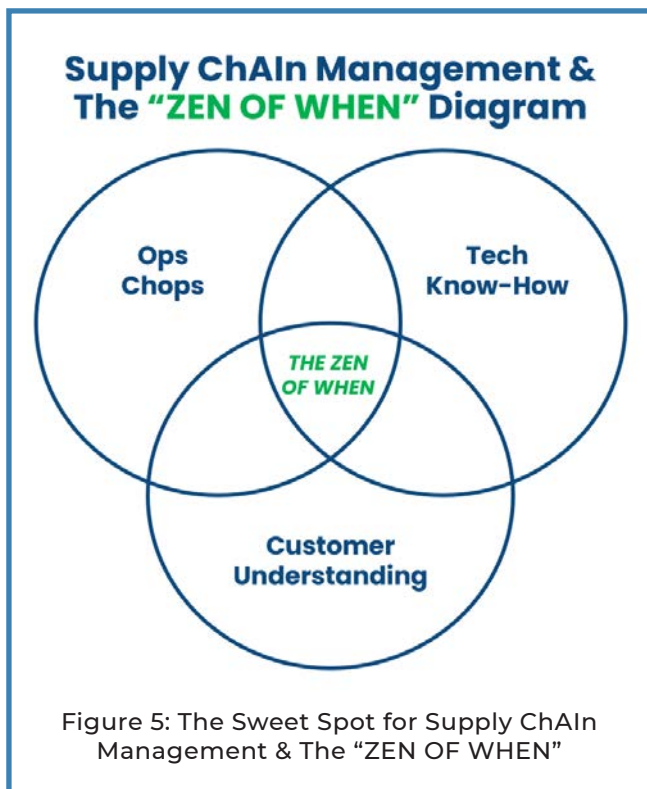 Supply ChAIn Management &
The “ZEN OF WHEN” Diagram
Ops
Chops
Tech
Know-How
THE ZEN
OF WHEN
Customer
Understanding
Figure 5: The Sweet Spot for Supply ChAIn
Management & The “ZEN OF WHEN”